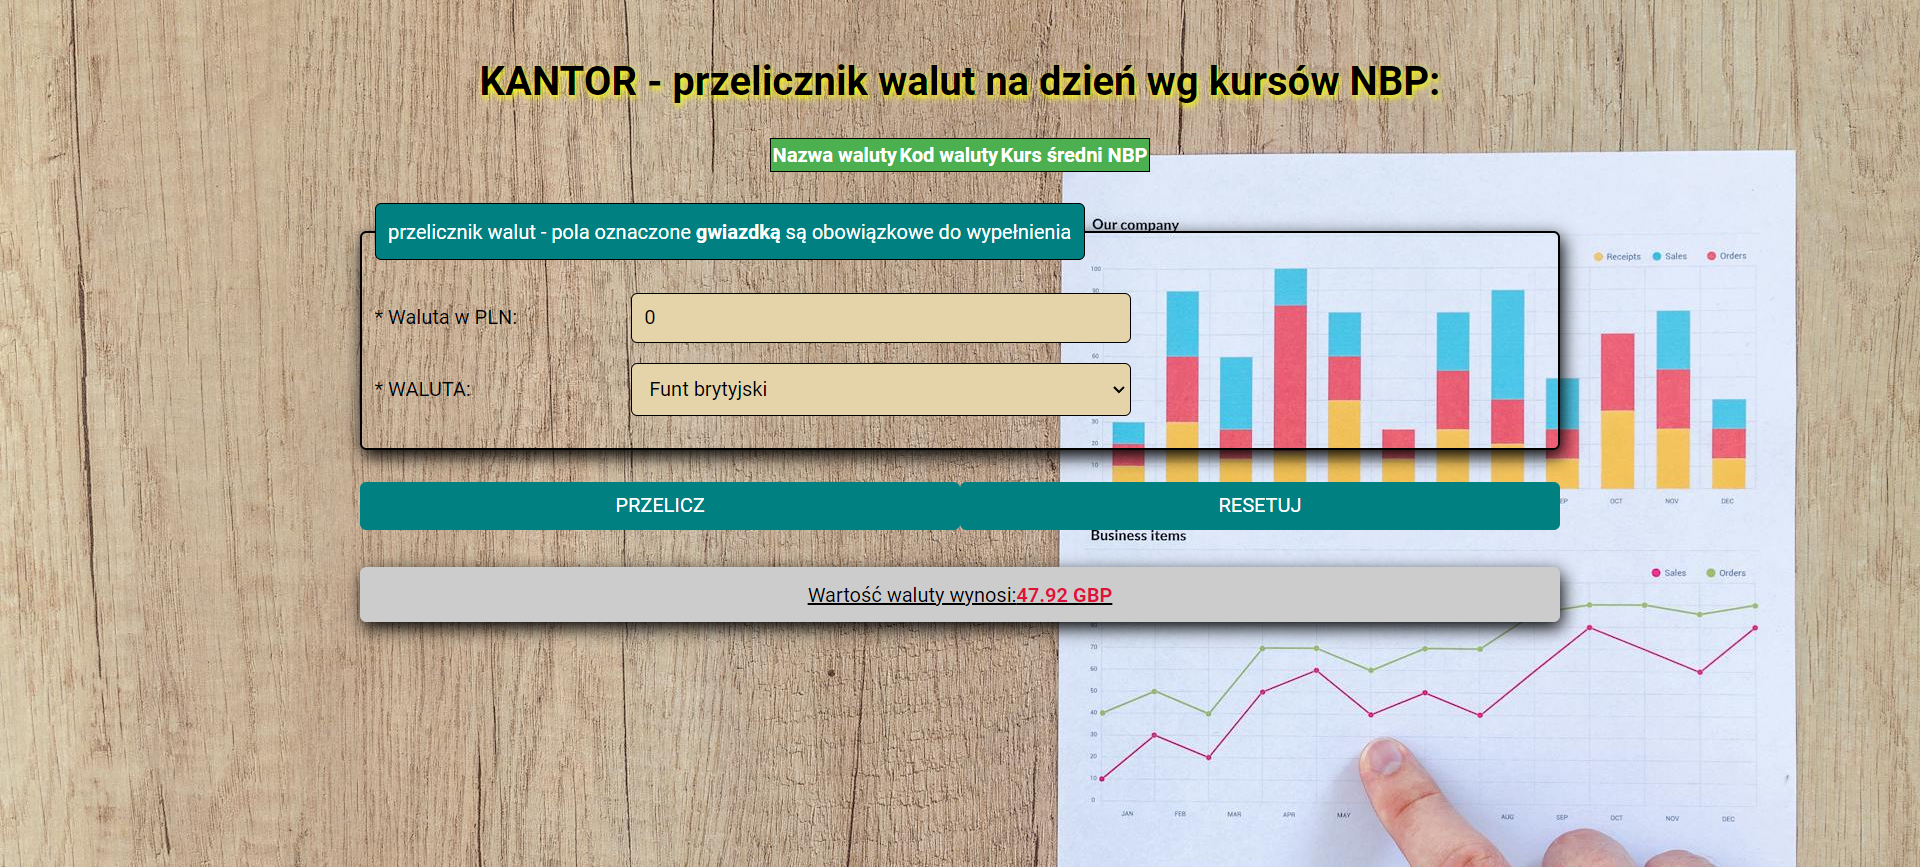 KANTOR - przelicznik walut na dzień wg kursów NBP:
Nazwa waluty Kod waluty Kurs średni NBP
Our company
przelicznik walut - pola oznaczone gwiazdką są obowiązkowe do wypełnienia
Receipts Sales Orders
100
90
* Waluta w PLN: 0
60
* WALUTA: Funt brytyjski
30
20
10
EP OCT NOV DEC
PRZELICZ RESETUJ
Business items
Sales Orders
Wartość waluty wynosi:47.92 GBP
70
60
50
40
30
20
10
0
JAN FEB MAR APR MAY AUG SEP OCT NOV DEC